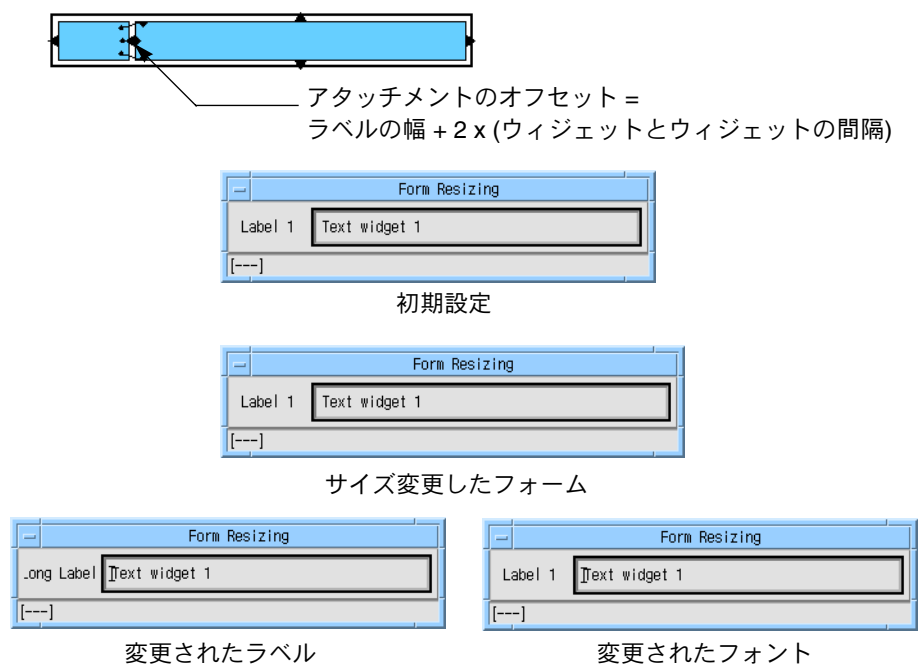 アタッチメントのオフセット =
ラベルの幅 + 2 x (ウィジェットとウィジェットの間隔)
Form Resizing
Label 1 Text widget 1
[---]
初期設定
Form Resizing
Label 1 Text widget 1
[---]
サイズ変更したフォーム
Form Resizing
ong Label Text widget 1
[---]
変更されたラベル
Form Resizing
Label 1 Text widget 1
[---]
変更されたフォント